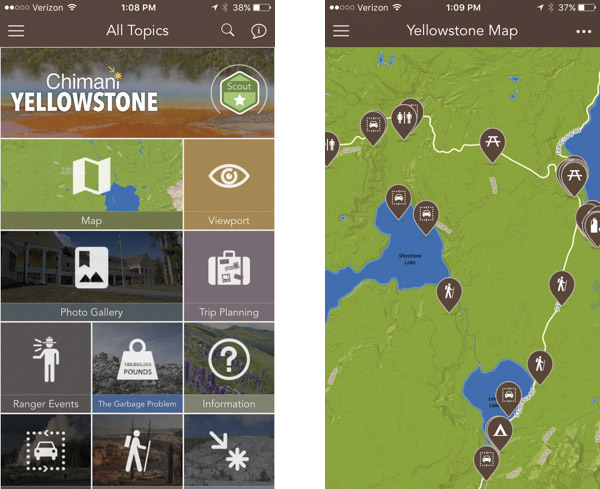 Verizon 1:08 PM 38%
All Topics
Chimani
YELLOWSTONE
Scout
Map
Viewport
Photo Gallery
Trip Planning
Ranger Events
100,000,000
POUNDS
The Garbage Problem
Information
Verizon 1:09 PM 37%
Yellowstone Map
Shoshone
Lake